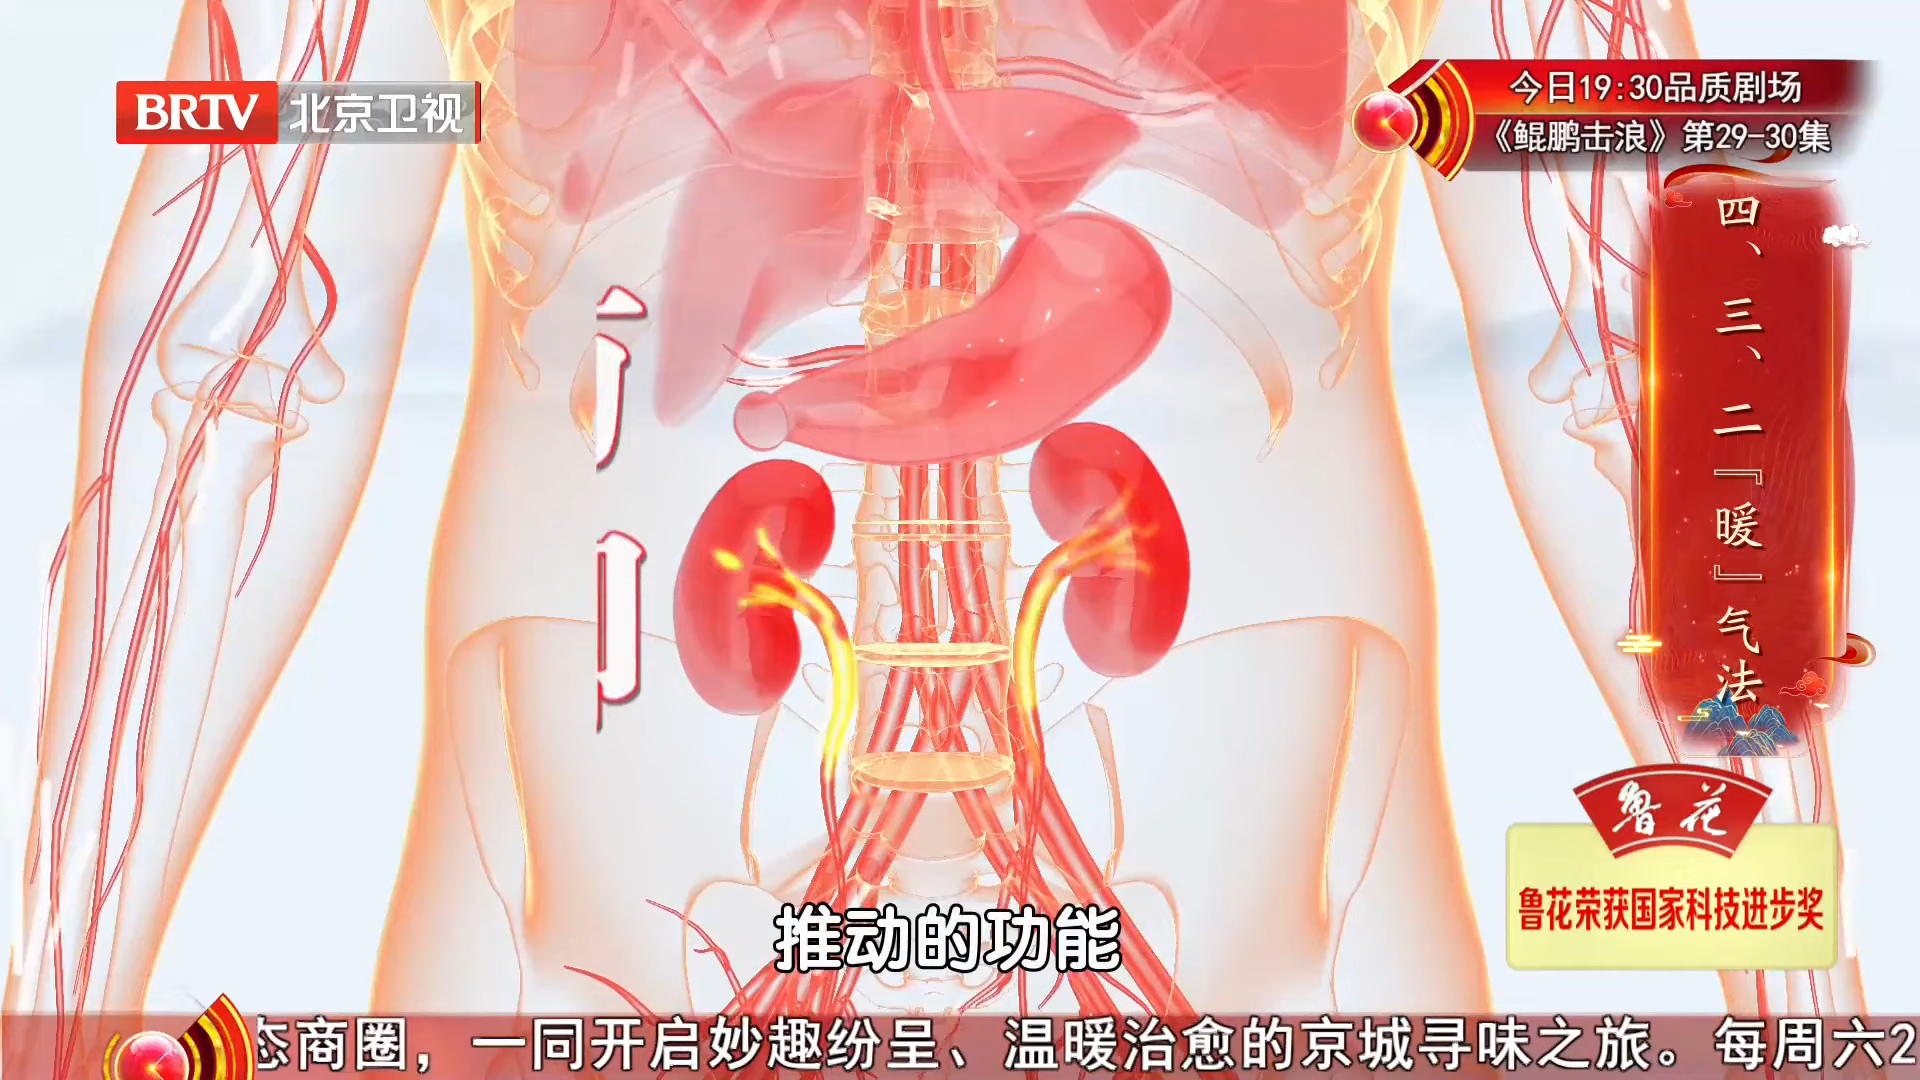 BRTV 北京卫视
今日19:30品质剧场
《鲲鹏击浪》第29-30集
四、三、二『暖』气法
鲁花
鲁花荣获国家科技进步奖
推动的功能
态商圈，一同开启妙趣纷呈、温暖治愈的京城寻味之旅。每周六2